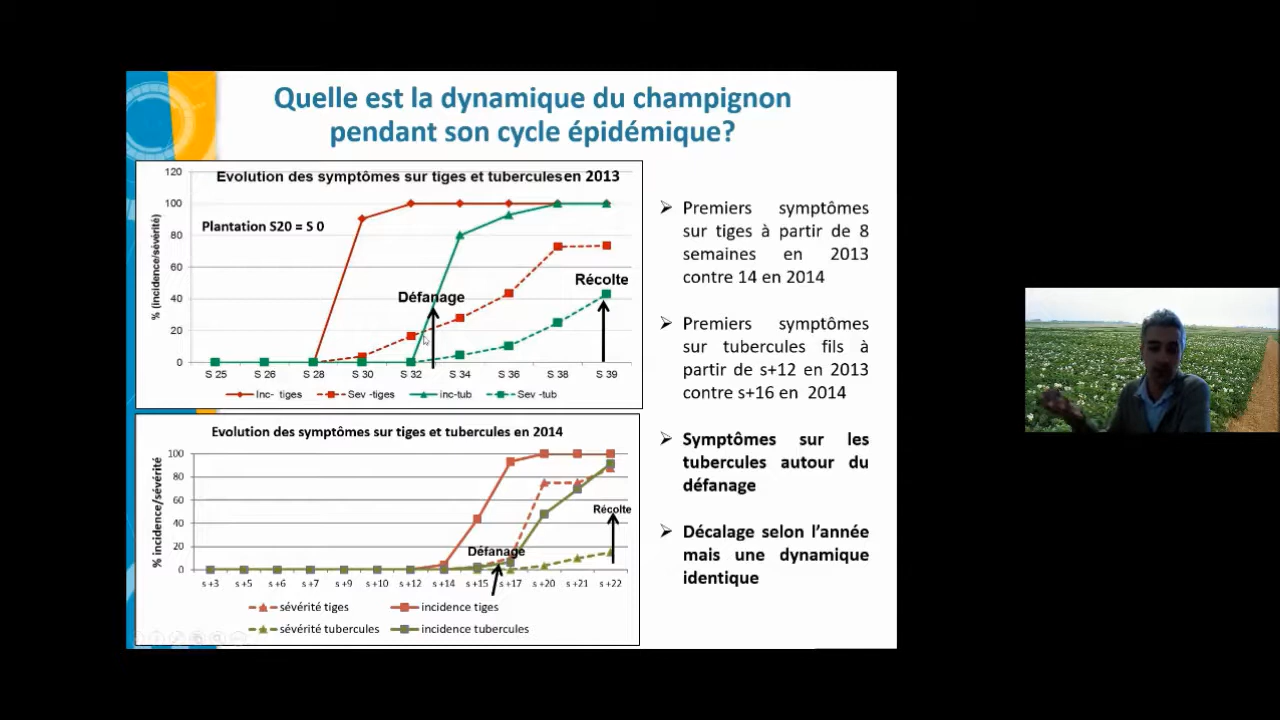 Quelle est la dynamique du champignon
pendant son cycle épidémique?
Evolution des symptômes sur tiges et tubercules en 2013
120
100
80
60
40
20
0
% (incidence/sévérité)
Plantation S20 = S 0
Défanage
Récolte
S 25 S 26 S 28 S 30 S 32 S 34 S 36 S 38 S 39
Inc- tiges Sev -tiges inc-tub Sev -tub
Evolution des symptômes sur tiges et tubercules en 2014
100
80
60
40
20
0
% incidence/sévérité
Défanage
Récolte
s +3 s +5 s +6 s +7 s +9 s +10 s +12 s +14 s +15 s +17 s +20 s +21 s +22
sévérité tiges incidence tiges
sévérité tubercules incidence tubercules
Premiers symptômes
sur tiges à partir de 8
semaines en 2013
contre 14 en 2014
Premiers symptômes
sur tubercules fils à
partir de s+12 en 2013
contre s+16 en 2014
Symptômes sur les
tubercules autour du
défanage
Décalage selon l'année
mais une dynamique
identique